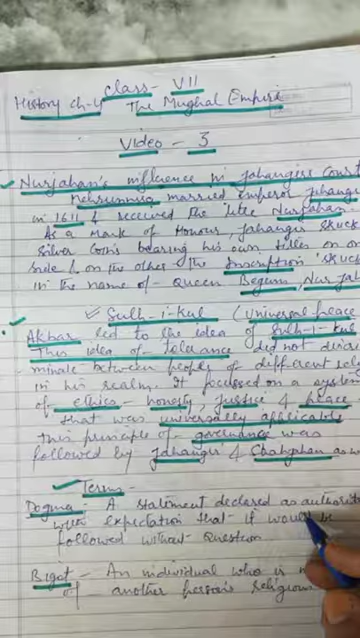 class - VII
History ch-4 The Mughal Empire
Video - 3
Nurjahan's influence in Jahangirs Court
Mehrunnisa married emperor Jhangi
in 1611 & received the title Nurjahan
As a mark of Honour, Jahangir struck
Silver Coins bearing his own titles on on
side & on the other the Inscription 'struck
in the name of - Queen Begum, Nur Jah
Sulh-i-kul (Universal peace
Akbar led to the idea of Sulh-i-kul
This idea of tolerance did not discri
minate between people of different reli
in his realm. It focussed on a system
of ethics - honesty, justice & peace
that was universally applicable
this principle of governance was
followed by Jahangir & Shahjahan as w
Terms -
Dogma - A statement declared as authorita
with expectation that it would be
followed without question
Bigot - An individual who is
of another person's religious